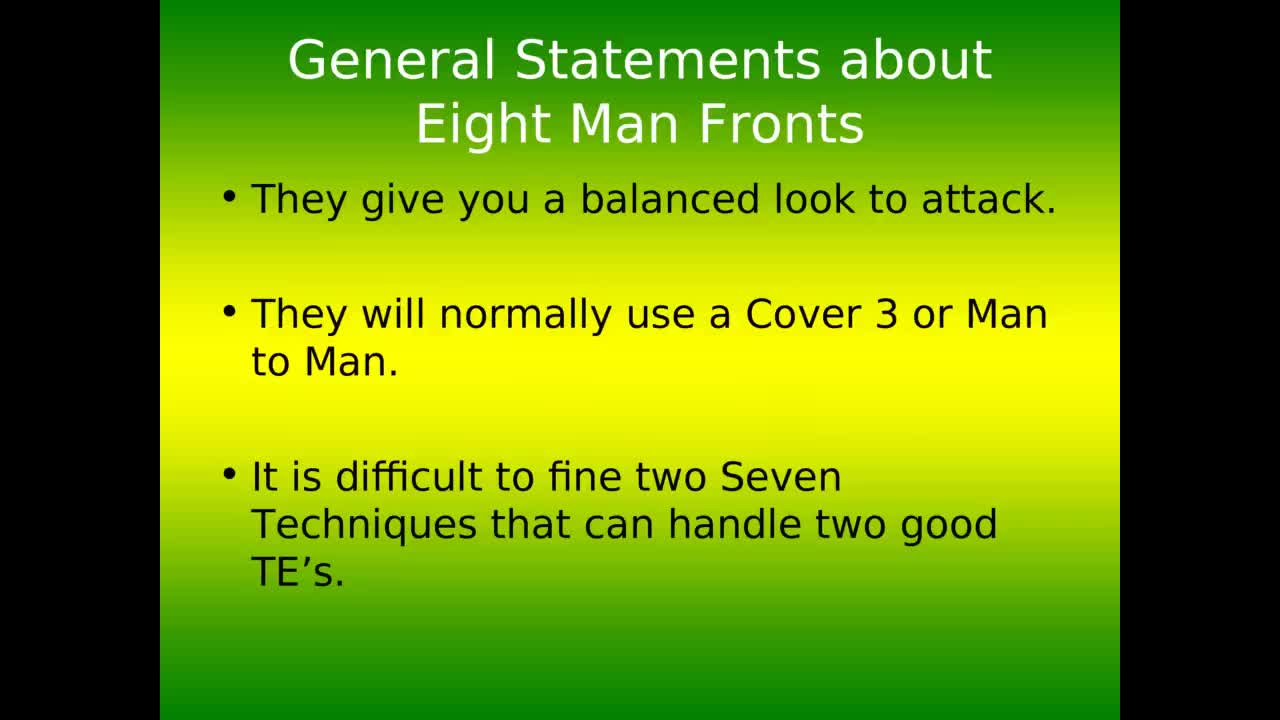 General Statements about
Eight Man Fronts
• They give you a balanced look to attack.
• They will normally use a Cover 3 or Man
to Man.
• It is difficult to fine two Seven
Techniques that can handle two good
TE’s.